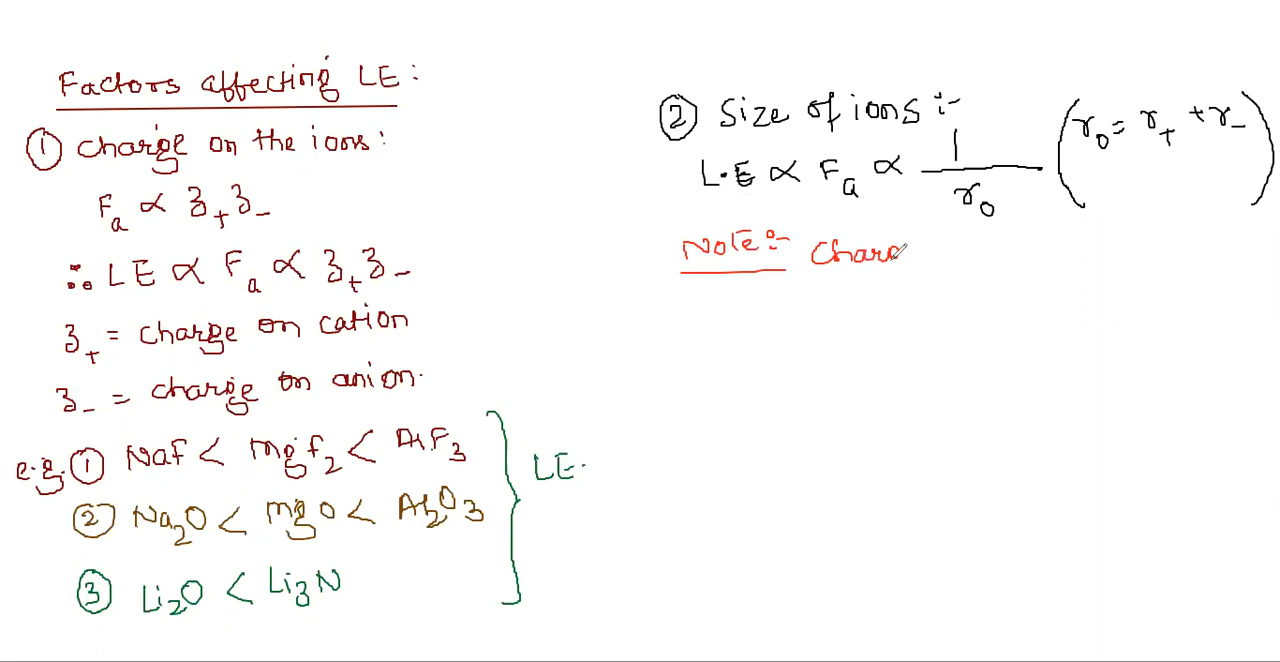 Factors affecting LE:
① Charge on the ions:
Fₐ ∝ z₊z₋
∴ LE ∝ Fₐ ∝ z₊z₋
z₊ = charge on cation
z₋ = charge on anion.
e.g. ① NaF < MgF₂ < AlF₃
② Na₂O < MgO < Al₂O₃
③ Li₂O < Li₃N
LE.
② Size of ions :-
L.E ∝ Fₐ ∝ 1/r₀ (r₀ = r₊ + r₋)
Note:- Charg